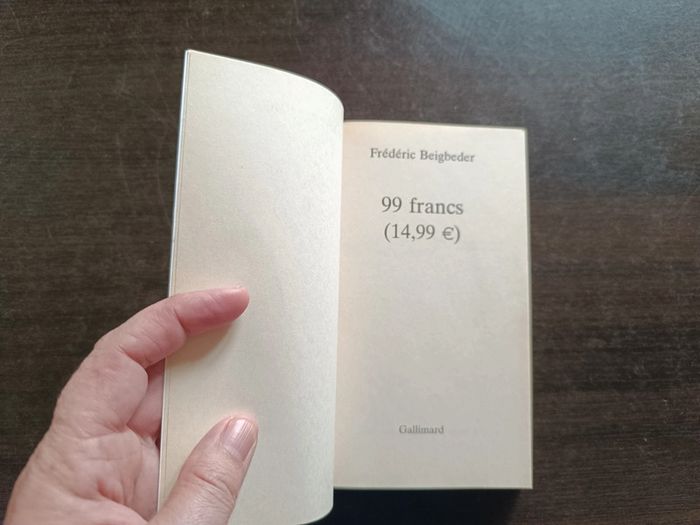 Frédéric Beigbeder
99 francs
(14,99 €)
Gallimard